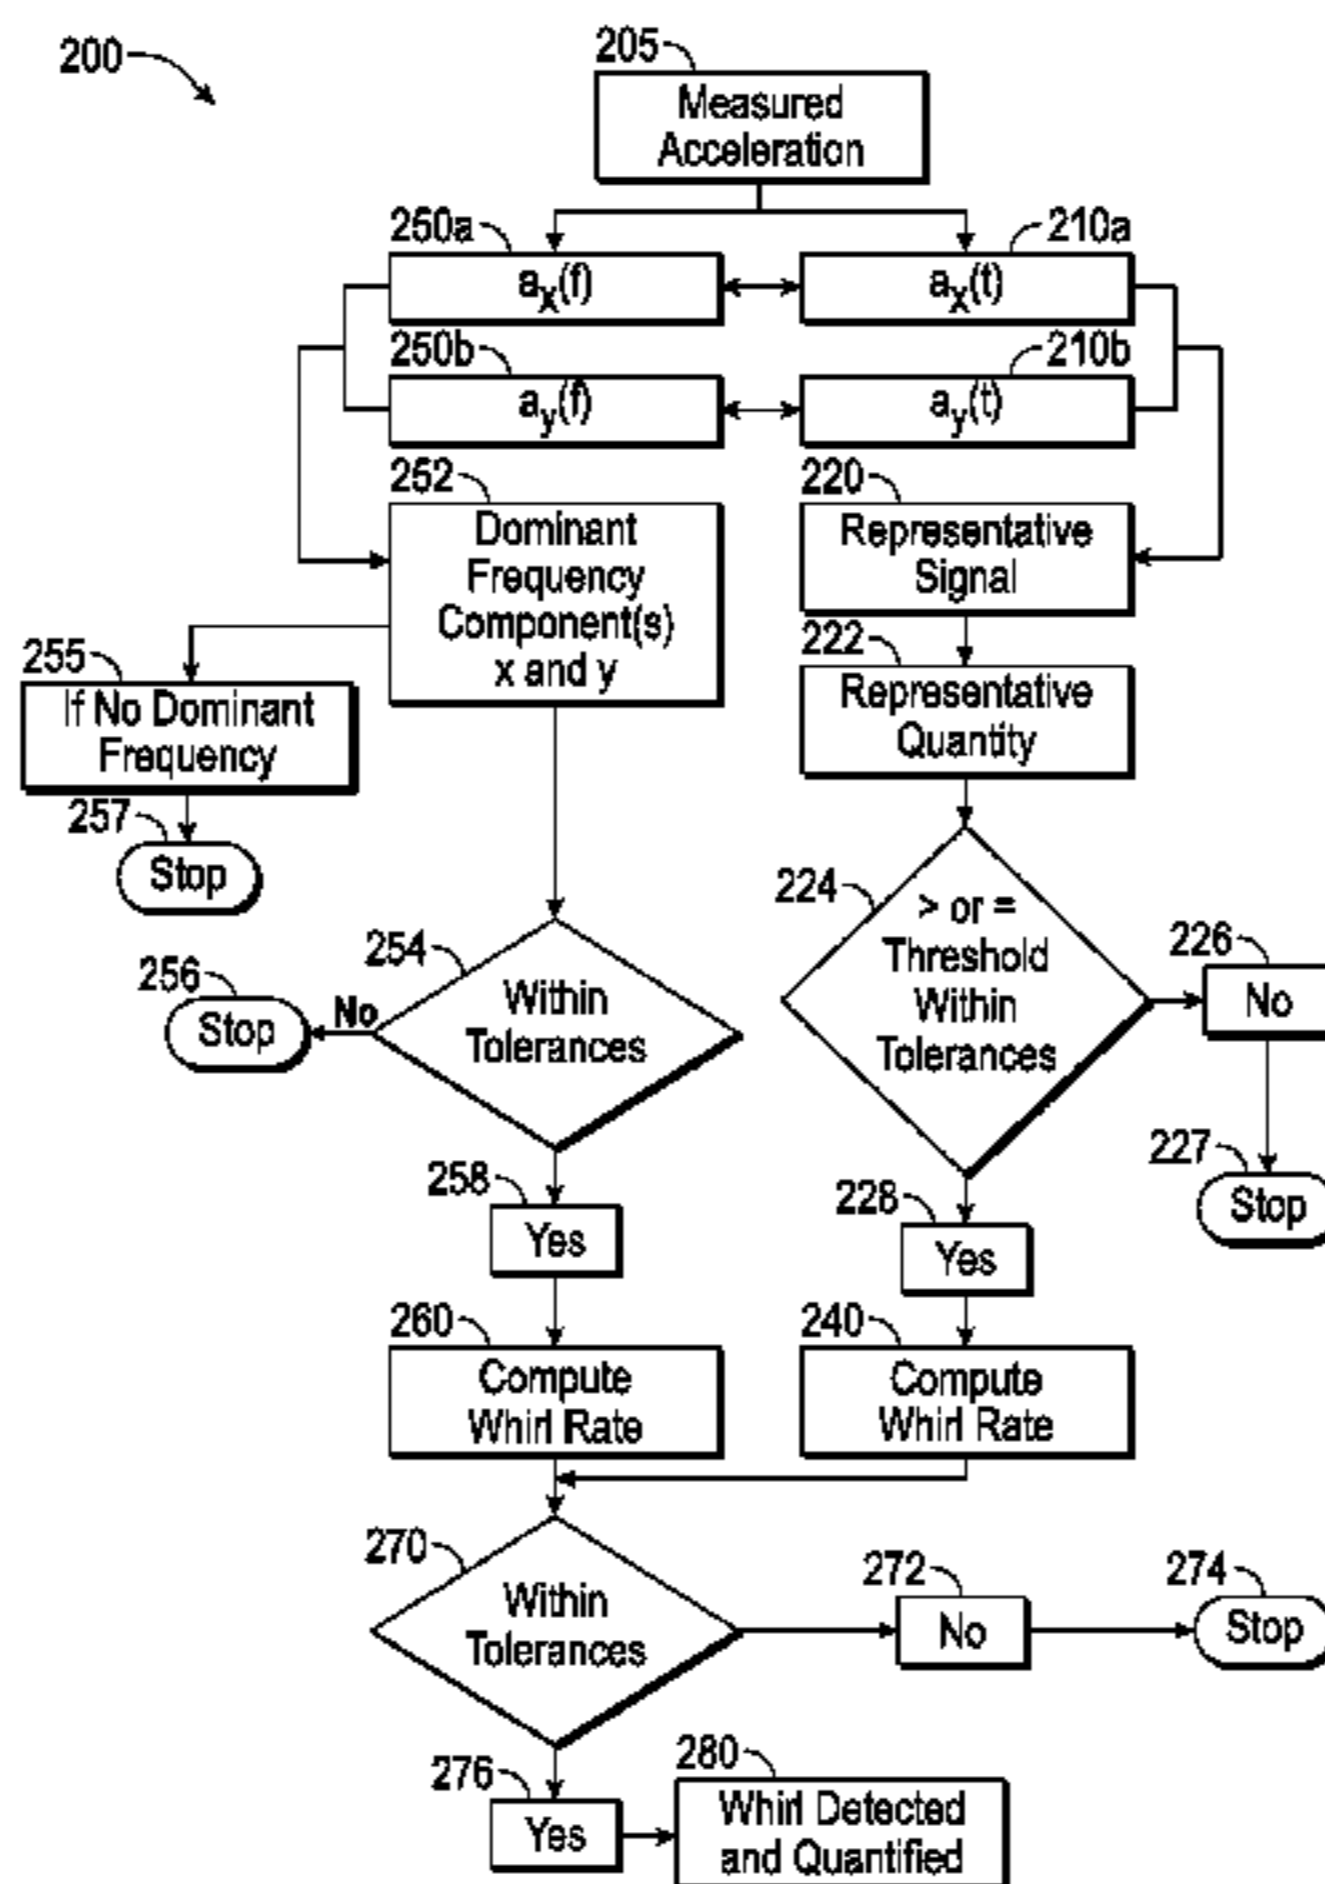 200
205
Measured
Acceleration
250a
ax(f)
210a
ax(t)
250b
ay(f)
210b
ay(t)
252
Dominant
Frequency
Component(s)
x and y
220
Representative
Signal
222
Representative
Quantity
255
If No Dominant
Frequency
257
Stop
224
> or =
Threshold
Within
Tolerances
226
No
227
Stop
254
Within
Tolerances
256
Stop
No
258
Yes
228
Yes
260
Compute
Whirl Rate
240
Compute
Whirl Rate
270
Within
Tolerances
272
No
274
Stop
276
Yes
280
Whirl Detected
and Quantified